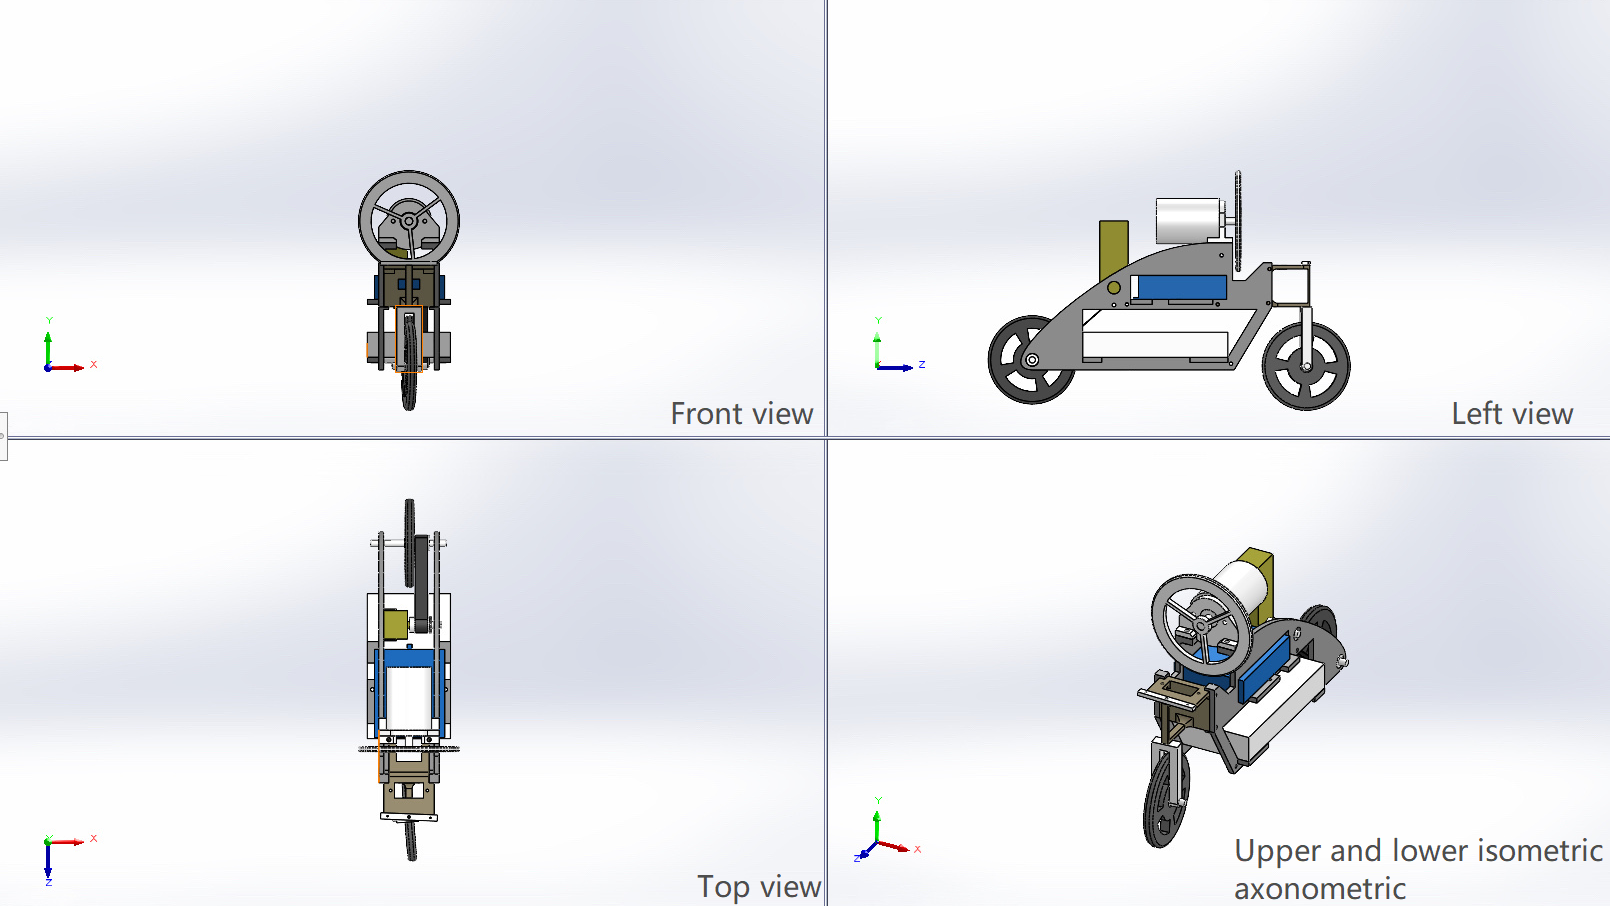 Y
X
Front view
Y
Z
Left view
Y
X
Z
Top view
Y
X
Z
Upper and lower isometric
axonometric